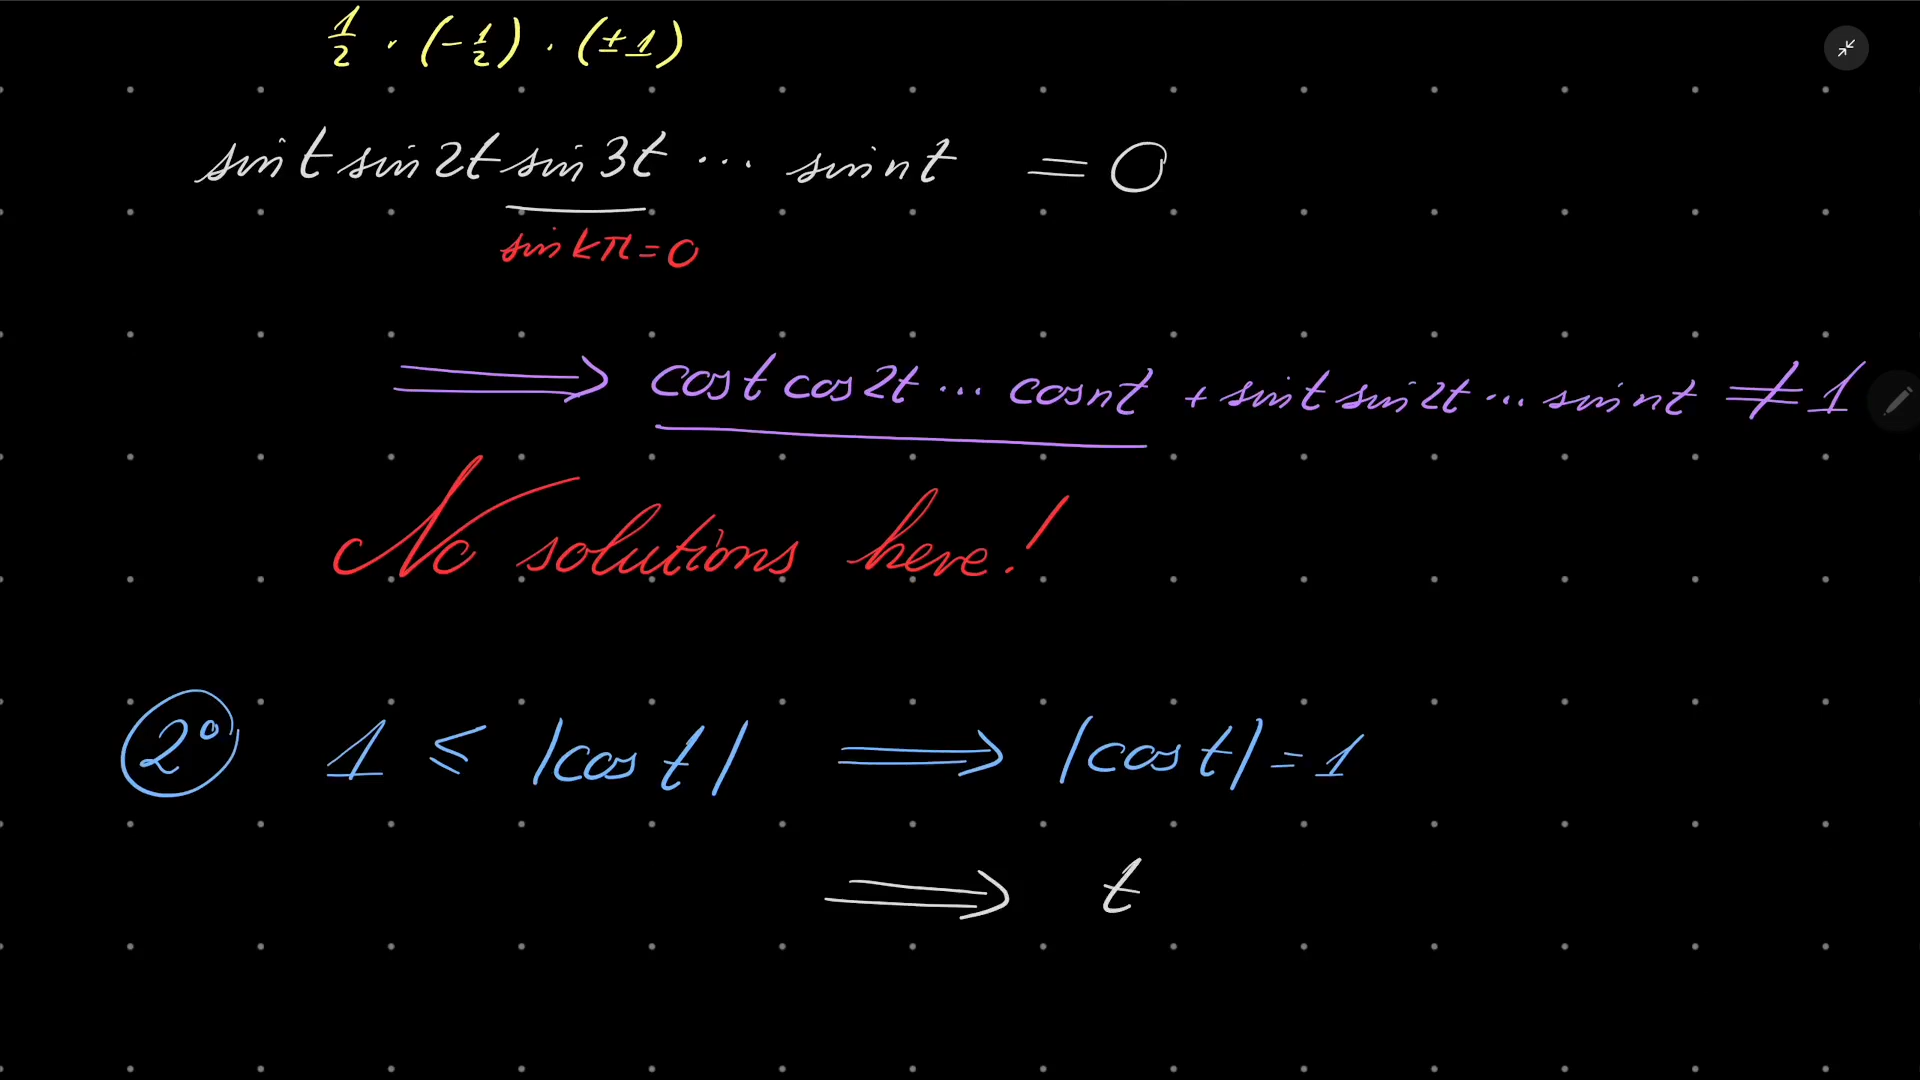 1/2 · (-1/2) · (±1)
sin t sin 2t sin 3t ... sin nt = 0
sin kπ = 0
⟹ cos t cos 2t ... cos nt + sin t sin 2t ... sin nt ≠ 1
No solutions here!
2° 1 ≤ |cos t| ⟹ |cos t| = 1
⟹ t